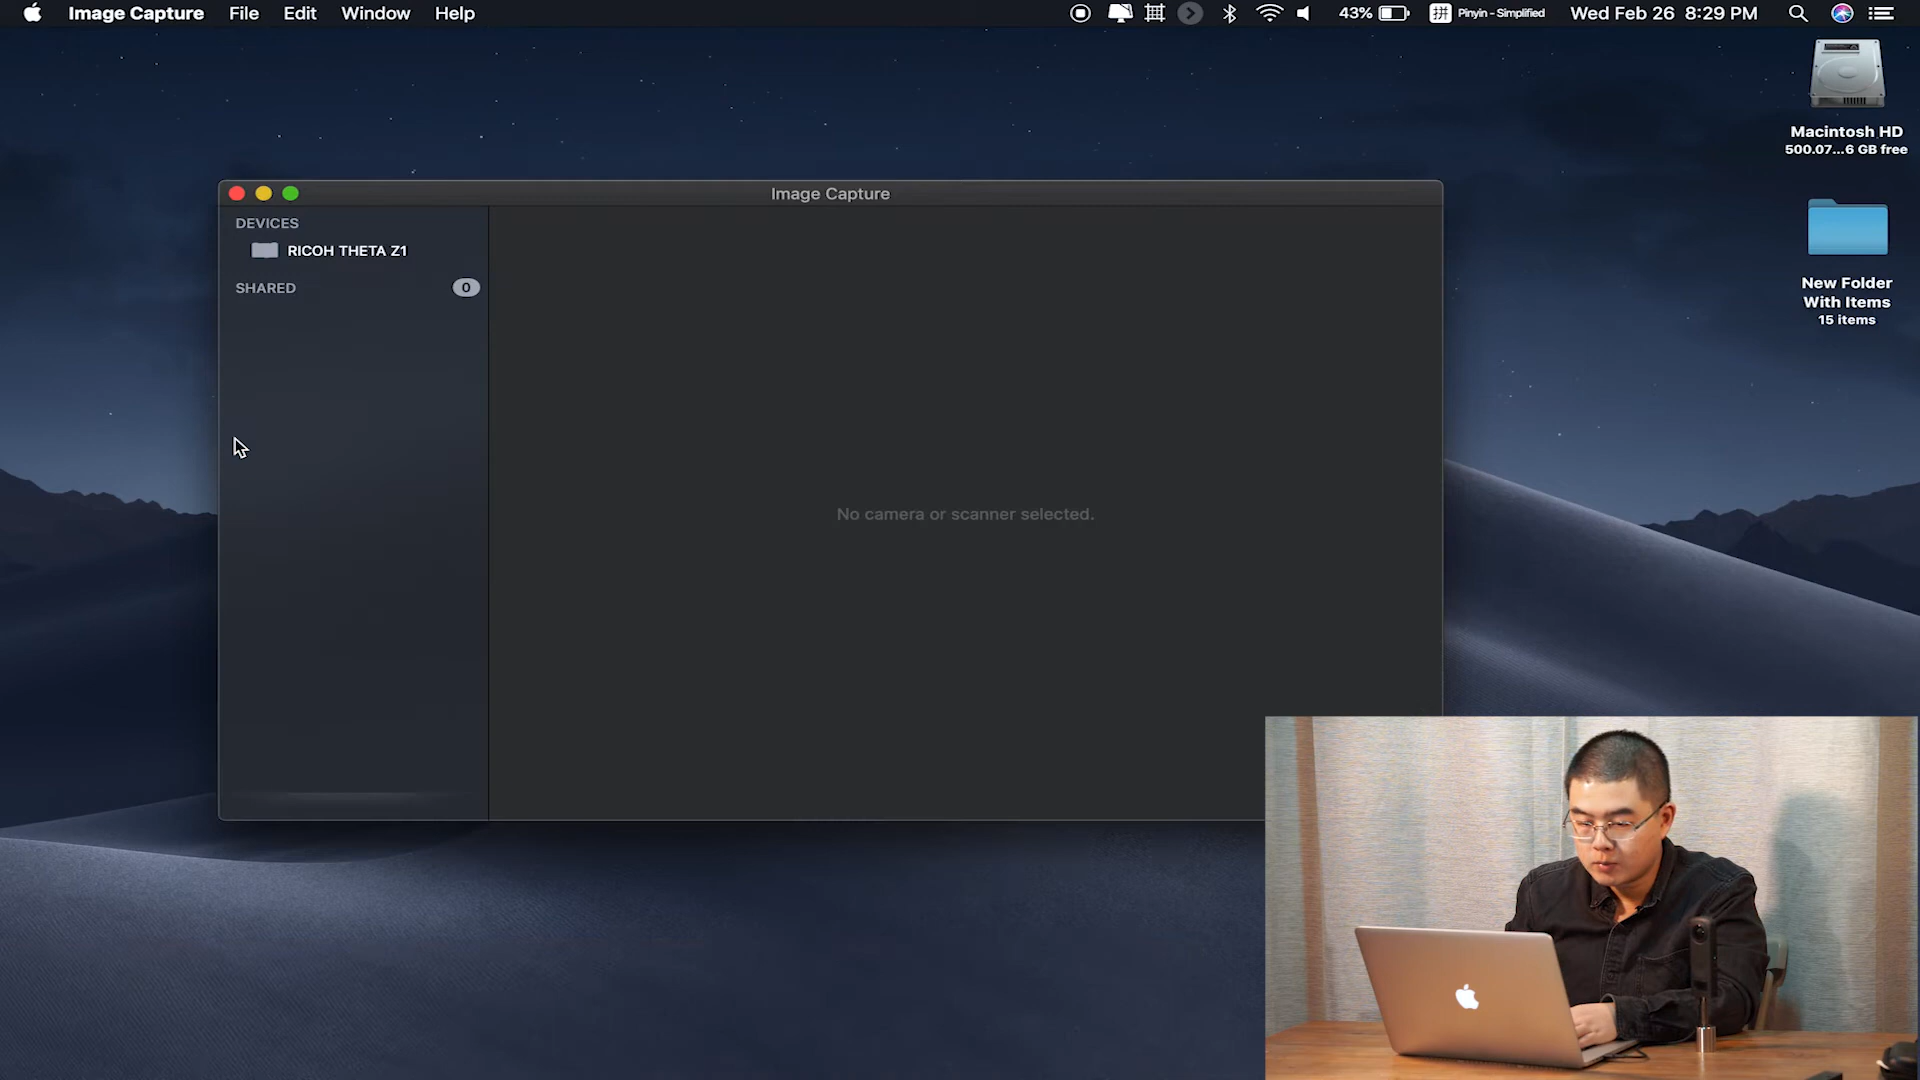 Image Capture File Edit Window Help 43% 拼 Pinyin - Simplified Wed Feb 26 8:29 PM
Macintosh HD
500.07...6 GB free
New Folder
With Items
15 items
Image Capture
DEVICES
RICOH THETA Z1
SHARED 0
No camera or scanner selected.